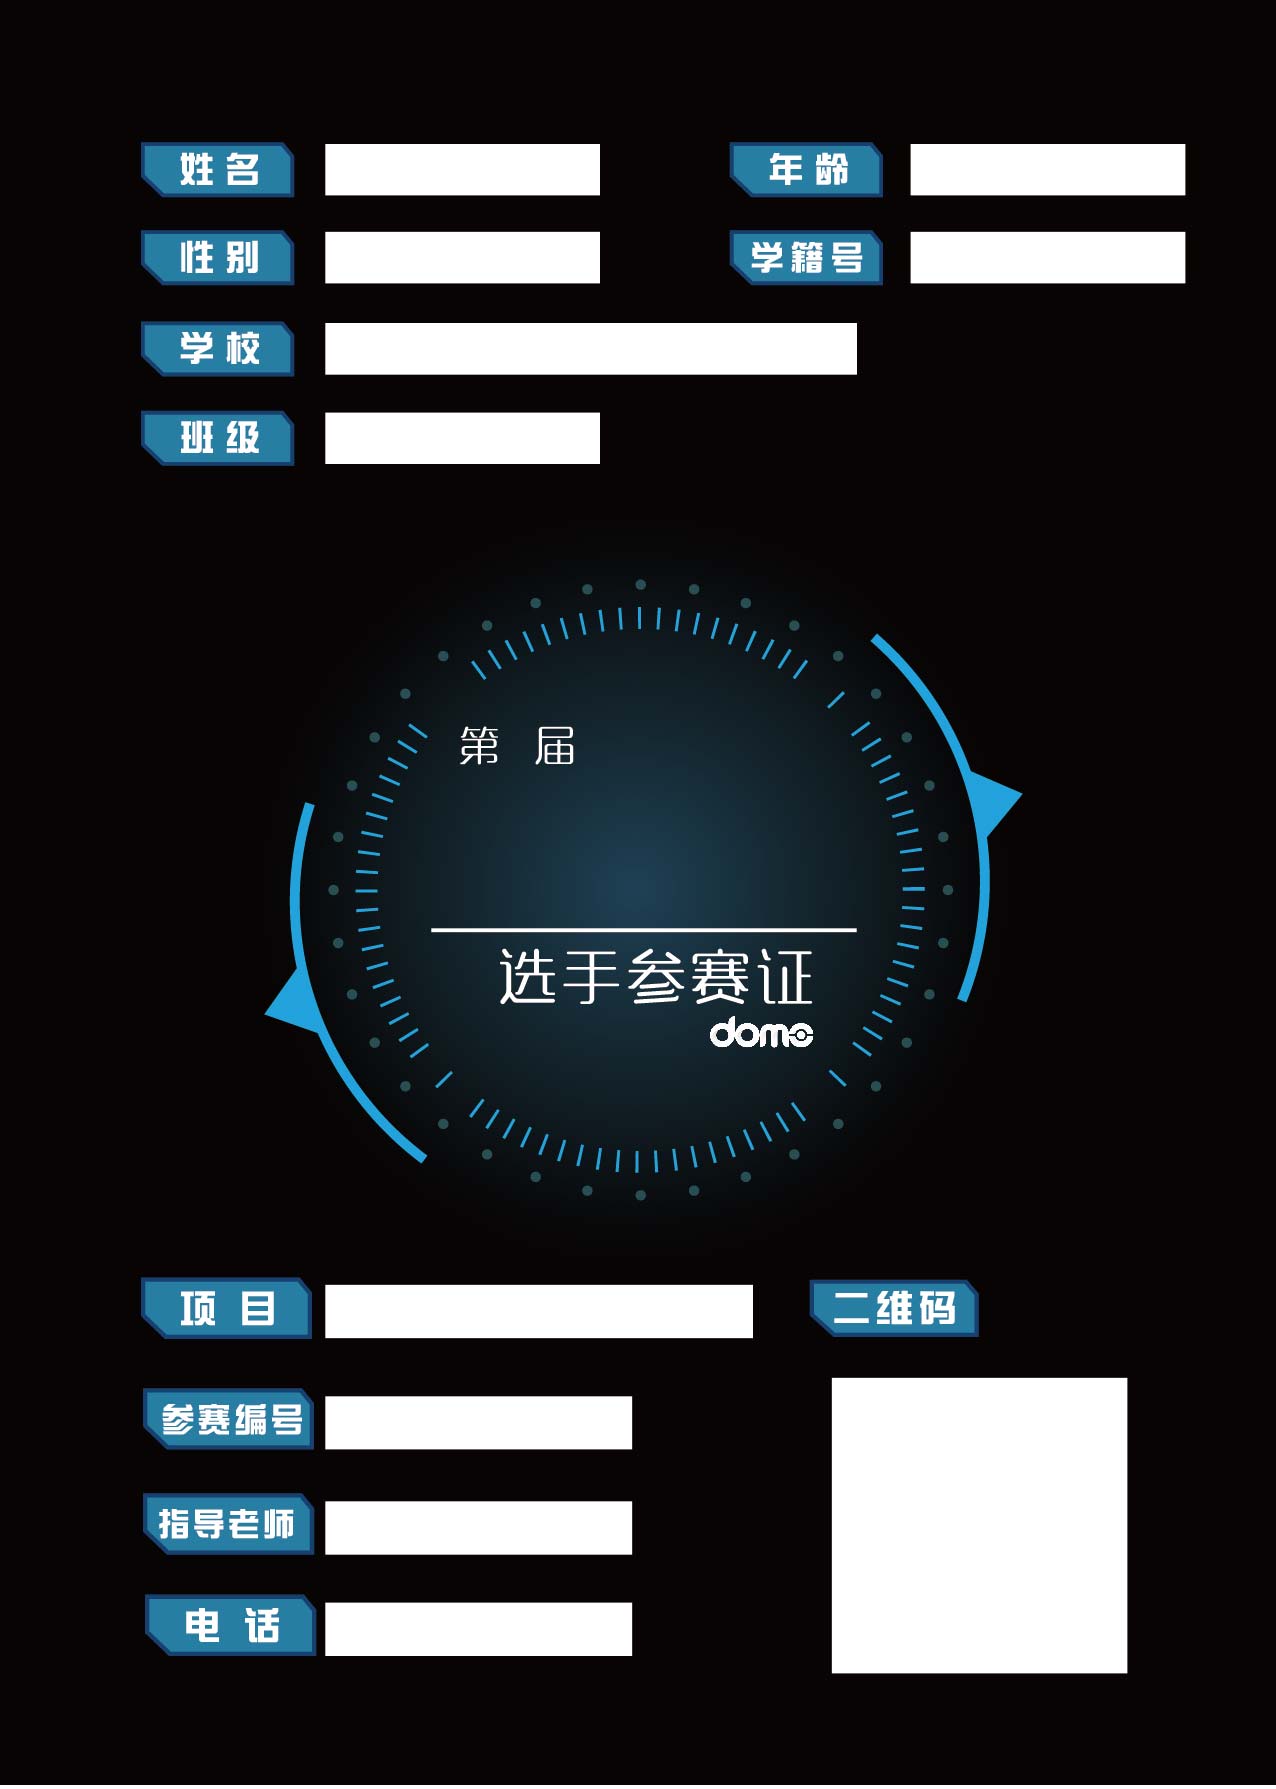 姓名 年龄
性别 学籍号
学校
班级
第 届
选手参赛证
domo
项目 二维码
参赛编号
指导老师
电话